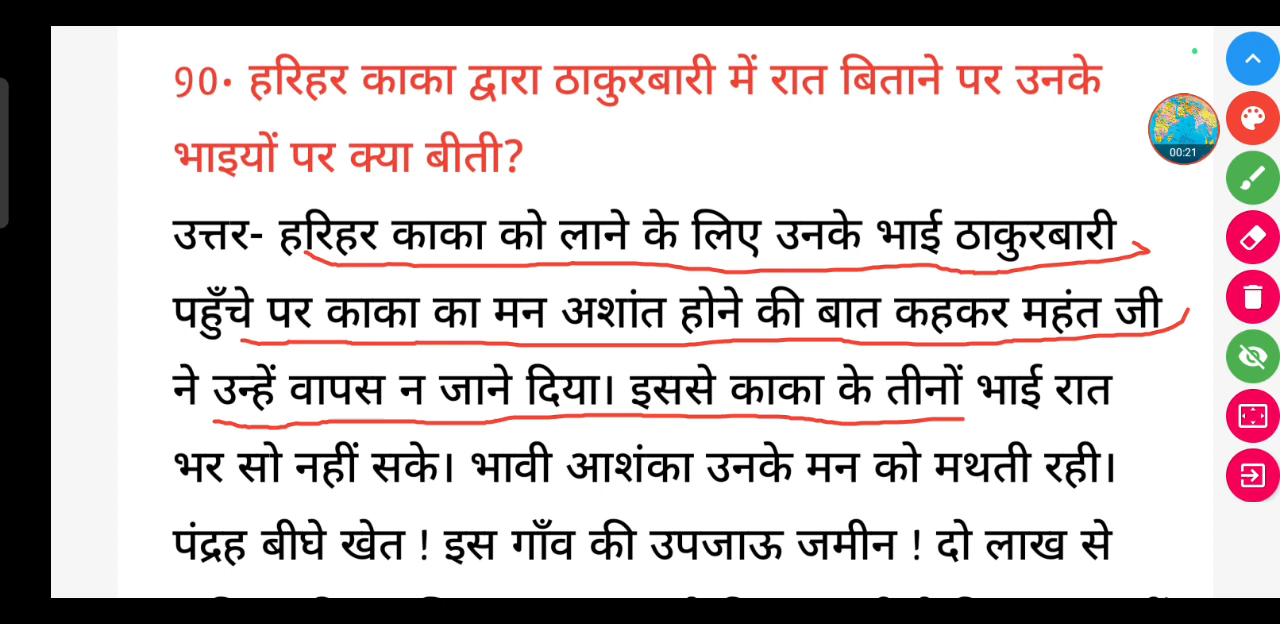 90. हरिहर काका द्वारा ठाकुरबारी में रात बिताने पर उनके
भाइयों पर क्या बीती?
00:21
उत्तर- हरिहर काका को लाने के लिए उनके भाई ठाकुरबारी
पहुँचे पर काका का मन अशांत होने की बात कहकर महंत जी
ने उन्हें वापस न जाने दिया। इससे काका के तीनों भाई रात
भर सो नहीं सके। भावी आशंका उनके मन को मथती रही।
पंद्रह बीघे खेत ! इस गाँव की उपजाऊ जमीन ! दो लाख से